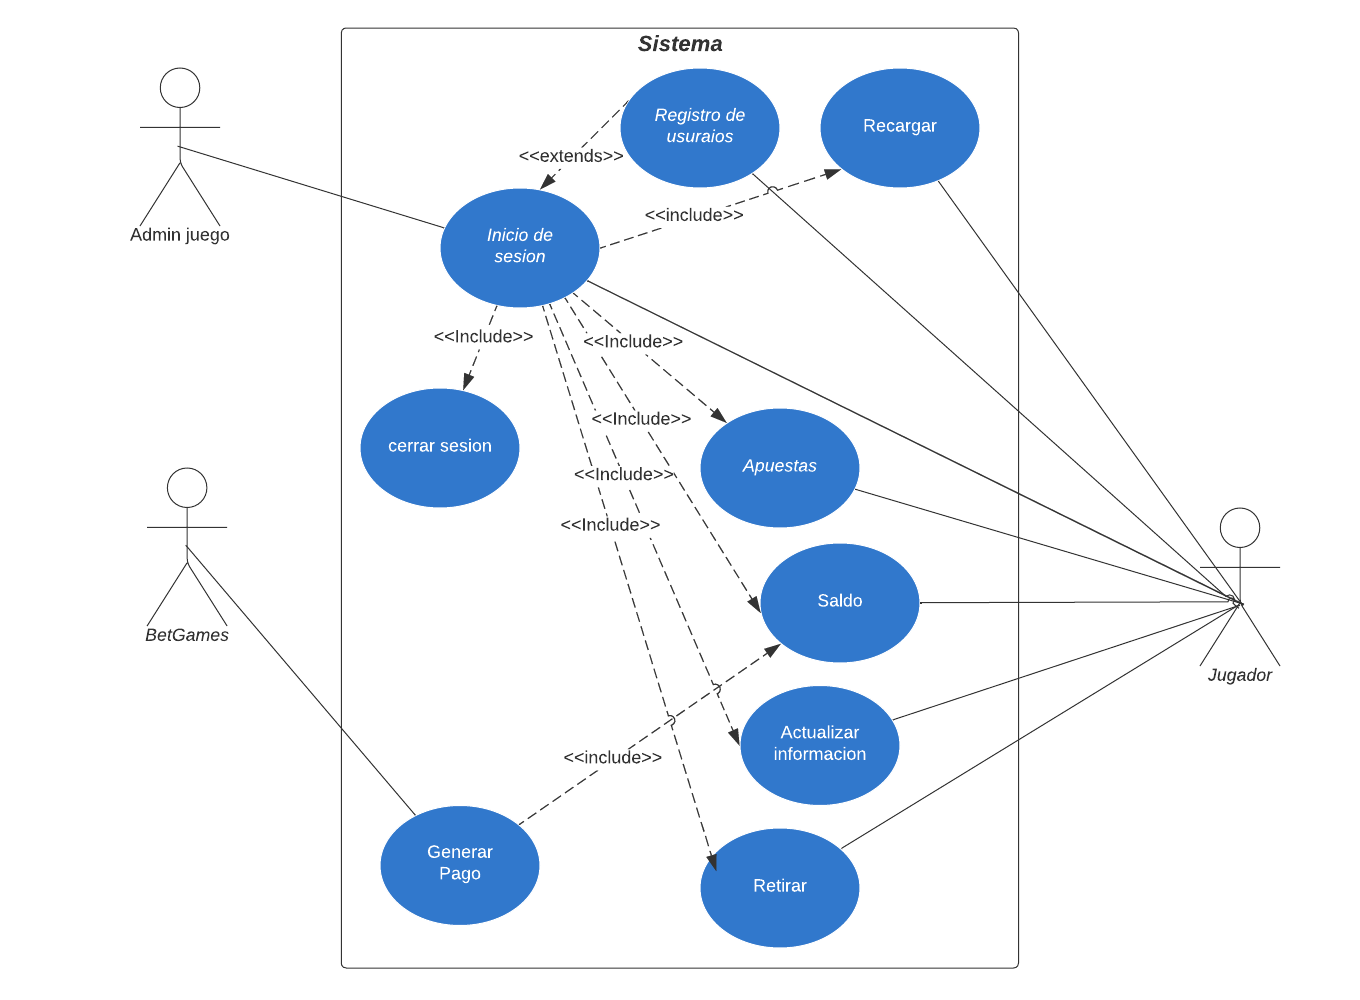 Sistema
Registro de
usuraios
Recargar
<<extends>>
<<include>>
Admin juego
Inicio de
sesion
<<Include>>
<<Include>>
<<Include>>
cerrar sesion
Apuestas
<<Include>>
<<Include>>
BetGames
Saldo
Jugador
Actualizar
informacion
<<include>>
Generar
Pago
Retirar